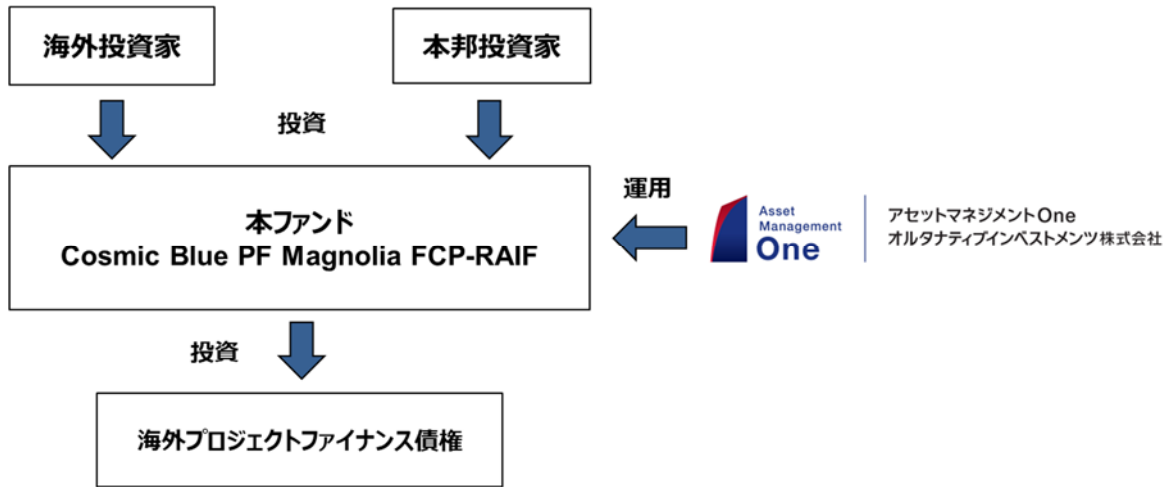 海外投資家
本邦投資家
投資
本ファンド
Cosmic Blue PF Magnolia FCP-RAIF
運用
Asset
Management
One
アセットマネジメントOne
オルタナティブインベストメンツ株式会社
投資
海外プロジェクトファイナンス債権